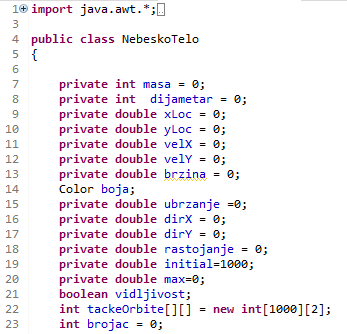 1 import java.awt.*;
3
4 public class NebeskoTelo
5 {
6
7 private int masa = 0;
8 private int  dijametar = 0;
9 private double xLoc = 0;
10 private double yLoc = 0;
11 private double velX = 0;
12 private double velY = 0;
13 private double brzina = 0;
14 Color boja;
15 private double ubrzanje =0;
16 private double dirX = 0;
17 private double dirY = 0;
18 private double rastojanje = 0;
19 private double initial=1000;
20 private double max=0;
21 boolean vidljivost;
22 int tackeOrbite[][] = new int[1000][2];
23 int brojac = 0;